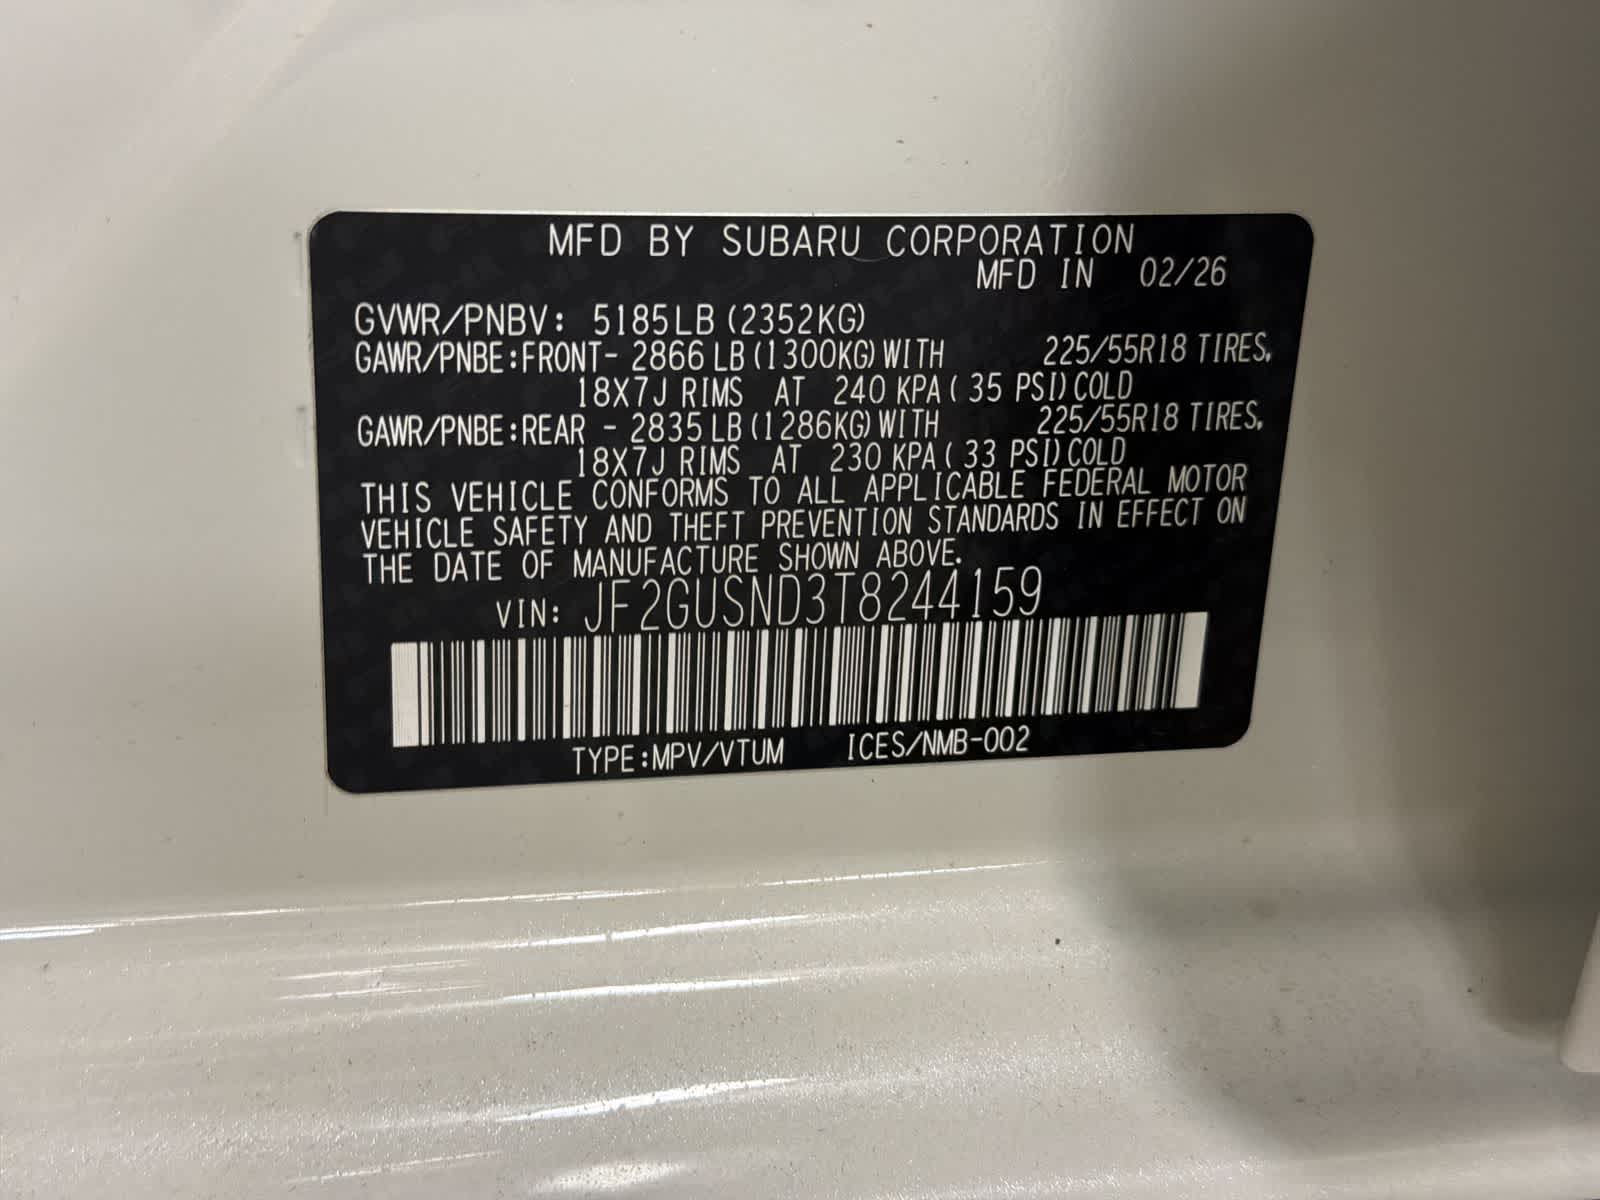 MFD BY SUBARU CORPORATION
MFD IN 02/26
GVWR/PNBV: 5185LB (2352KG)
GAWR/PNBE:FRONT- 2866 LB (1300KG) WITH 225/55R18 TIRES,
18X7J RIMS AT 240 KPA ( 35 PSI) COLD
GAWR/PNBE:REAR - 2835 LB (1286KG) WITH 225/55R18 TIRES,
18X7J RIMS AT 230 KPA ( 33 PSI) COLD
THIS VEHICLE CONFORMS TO ALL APPLICABLE FEDERAL MOTOR
VEHICLE SAFETY AND THEFT PREVENTION STANDARDS IN EFFECT ON
THE DATE OF MANUFACTURE SHOWN ABOVE.
VIN: JF2GUSND3T8244159
TYPE:MPV/VTUM ICES/NMB-002